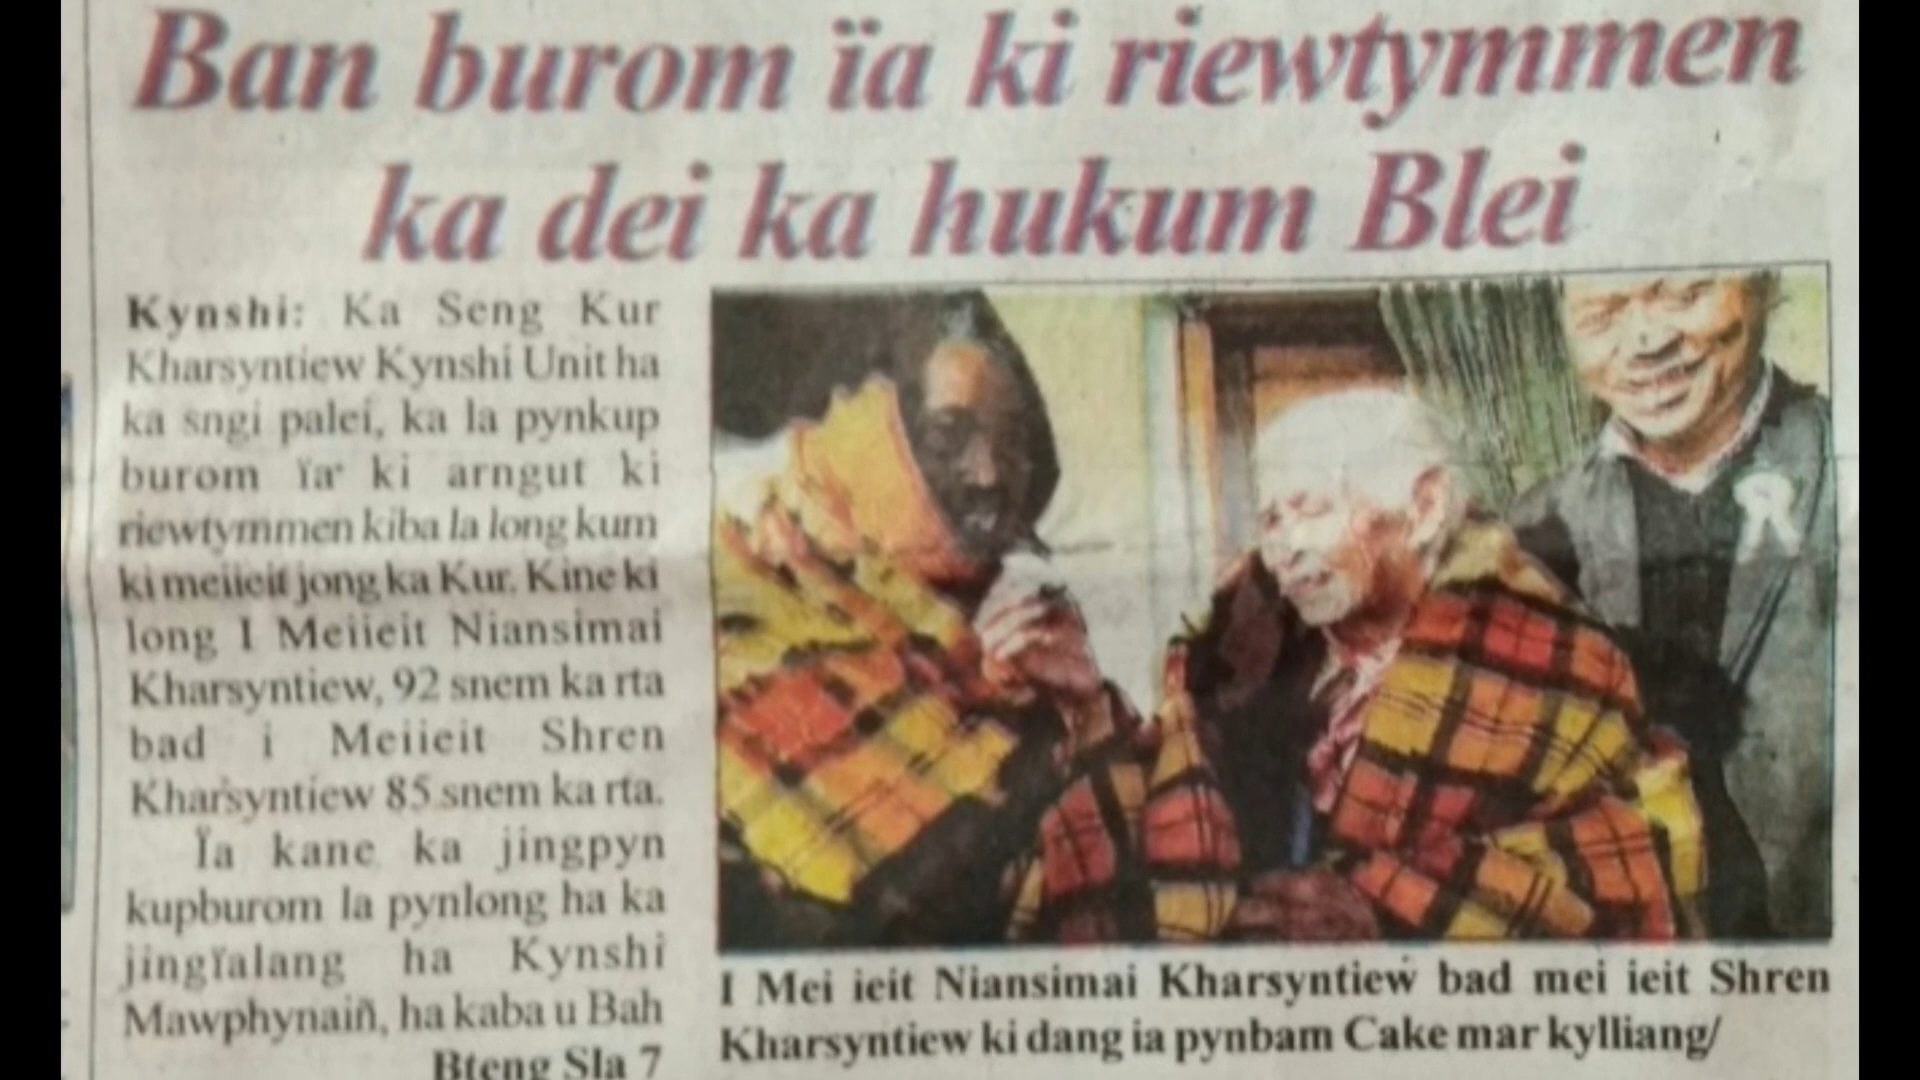 Ban burom ïa ki riewtymmen
ka dei ka hukum Blei
Kynshi: Ka Seng Kur
Kharsyntiew Kynshi Unit ha
ka sngi palei, ka la pynkup
burom ïa ki arngut ki
riewtymmen kiba la long kum
ki meiieit jong ka Kur. Kine ki
long I Meiieit Niansimai
Kharsyntiew, 92 snem ka rta
bad i Meiieit Shren
Kharsyntiew 85 snem ka rta.
Ïa kane ka jingpyn
kupburom la pynlong ha ka
jingïalang ha Kynshi
Mawphynaiñ, ha kaba u Bah
Bteng Sla 7
I Mei ieit Niansimai Kharsyntiew bad mei ieit Shren
Kharsyntiew ki dang ia pynbam Cake mar kylliang/